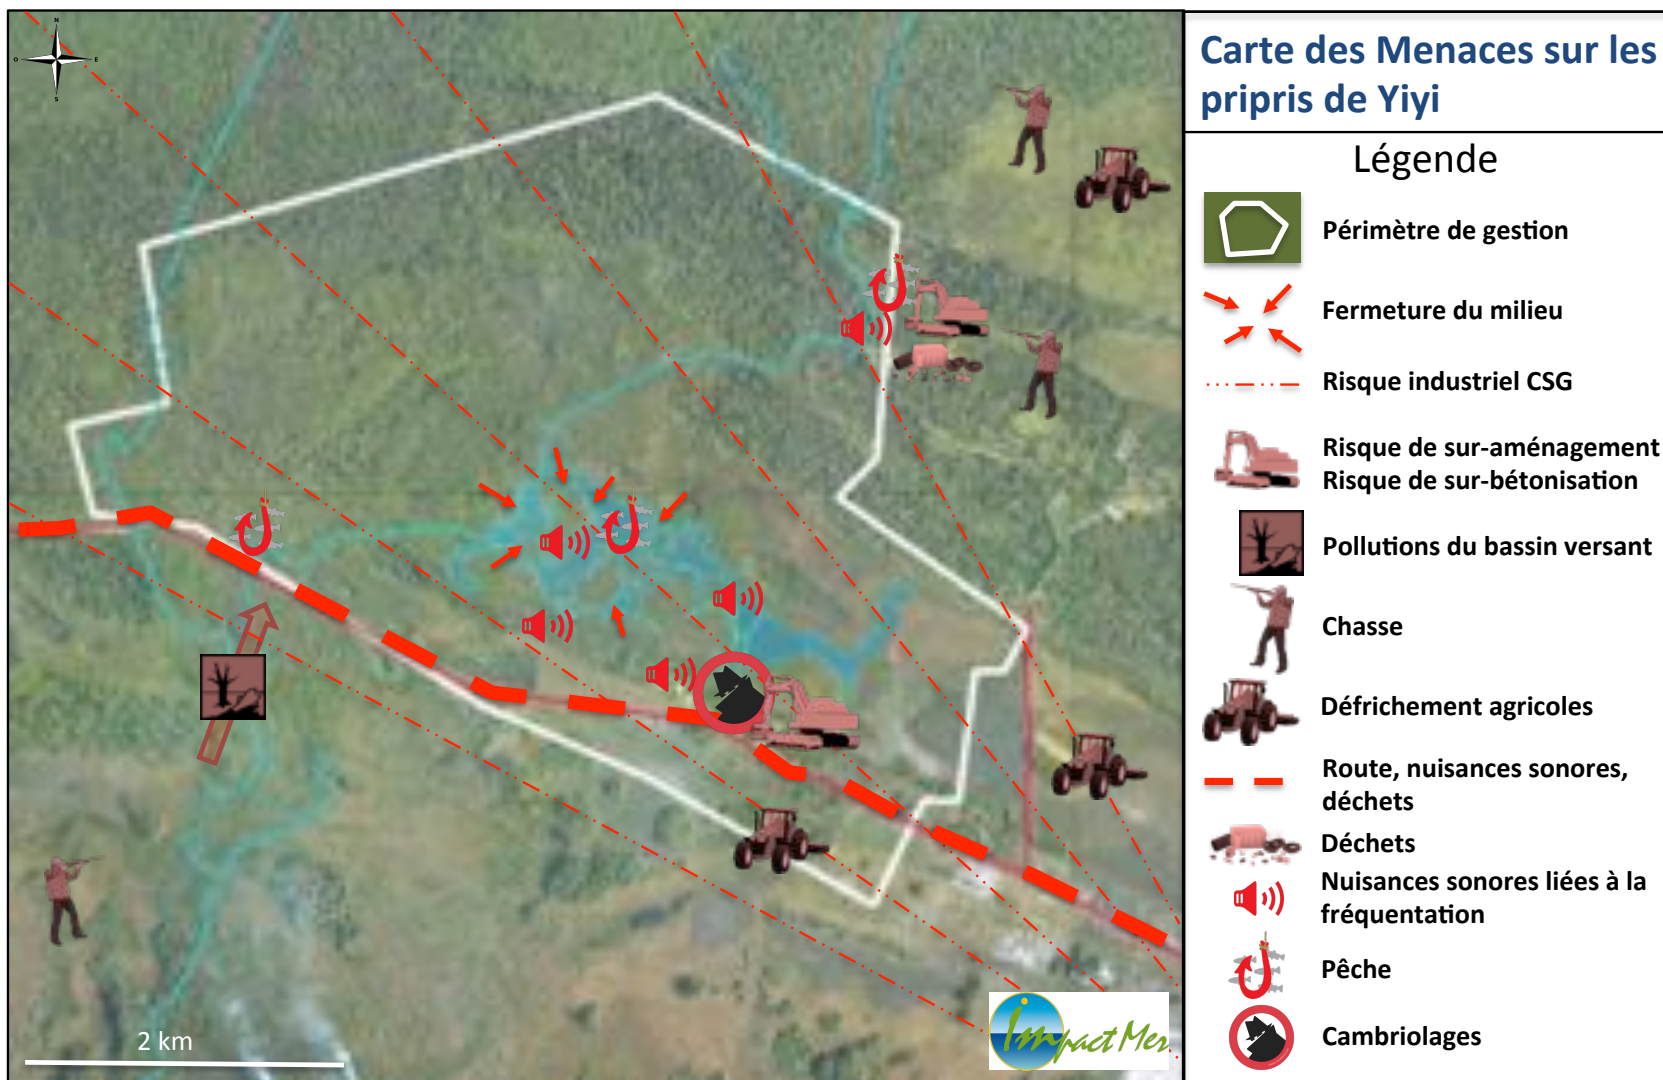 N
O
E
S
Carte des Menaces sur les
pripris de Yiyi
Légende
Périmètre de gestion
Fermeture du milieu
Risque industriel CSG
Risque de sur-aménagement
Risque de sur-bétonisation
Pollutions du bassin versant
Chasse
Défrichement agricoles
Route, nuisances sonores,
déchets
Déchets
Nuisances sonores liées à la
fréquentation
Pêche
Cambriolages
2 km
Impact Mer